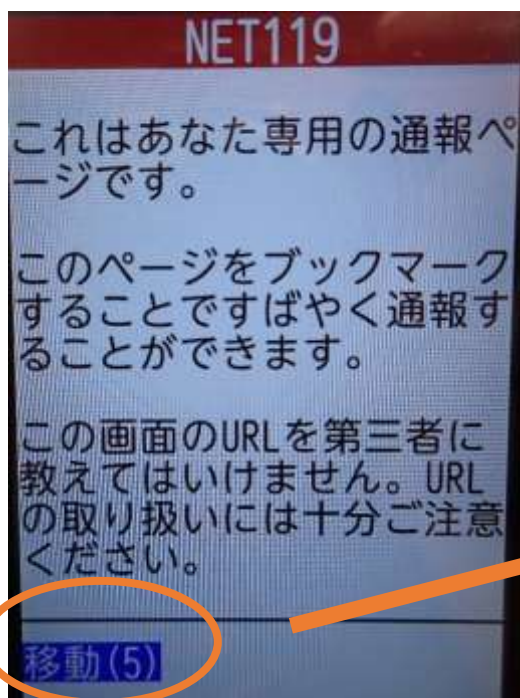 NET119
これはあなた専用の通報ペ
ージです。
このページをブックマーク
することですばやく通報す
ることができます。
この画面のURLを第三者に
教えてはいけません。URL
の取り扱いには十分ご注意
ください。
移動(5)